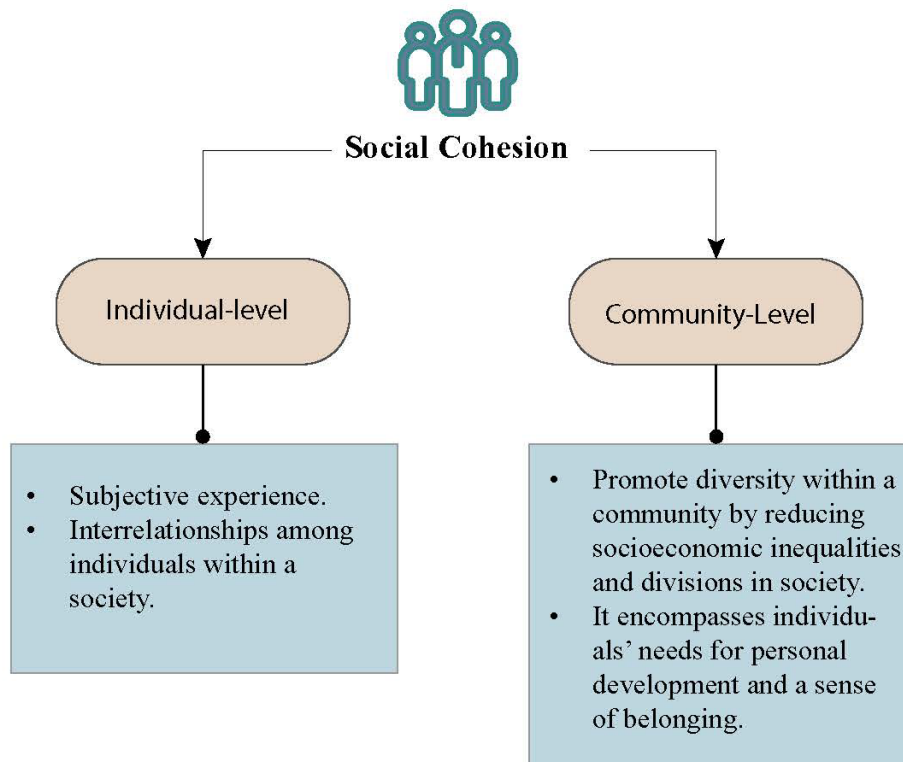 Social Cohesion
Individual-level
Community-Level
• Subjective experience.
• Interrelationships among
individuals within a
society.
• Promote diversity within a
community by reducing
socioeconomic inequalities
and divisions in society.
• It encompasses individu-
als’ needs for personal
development and a sense
of belonging.